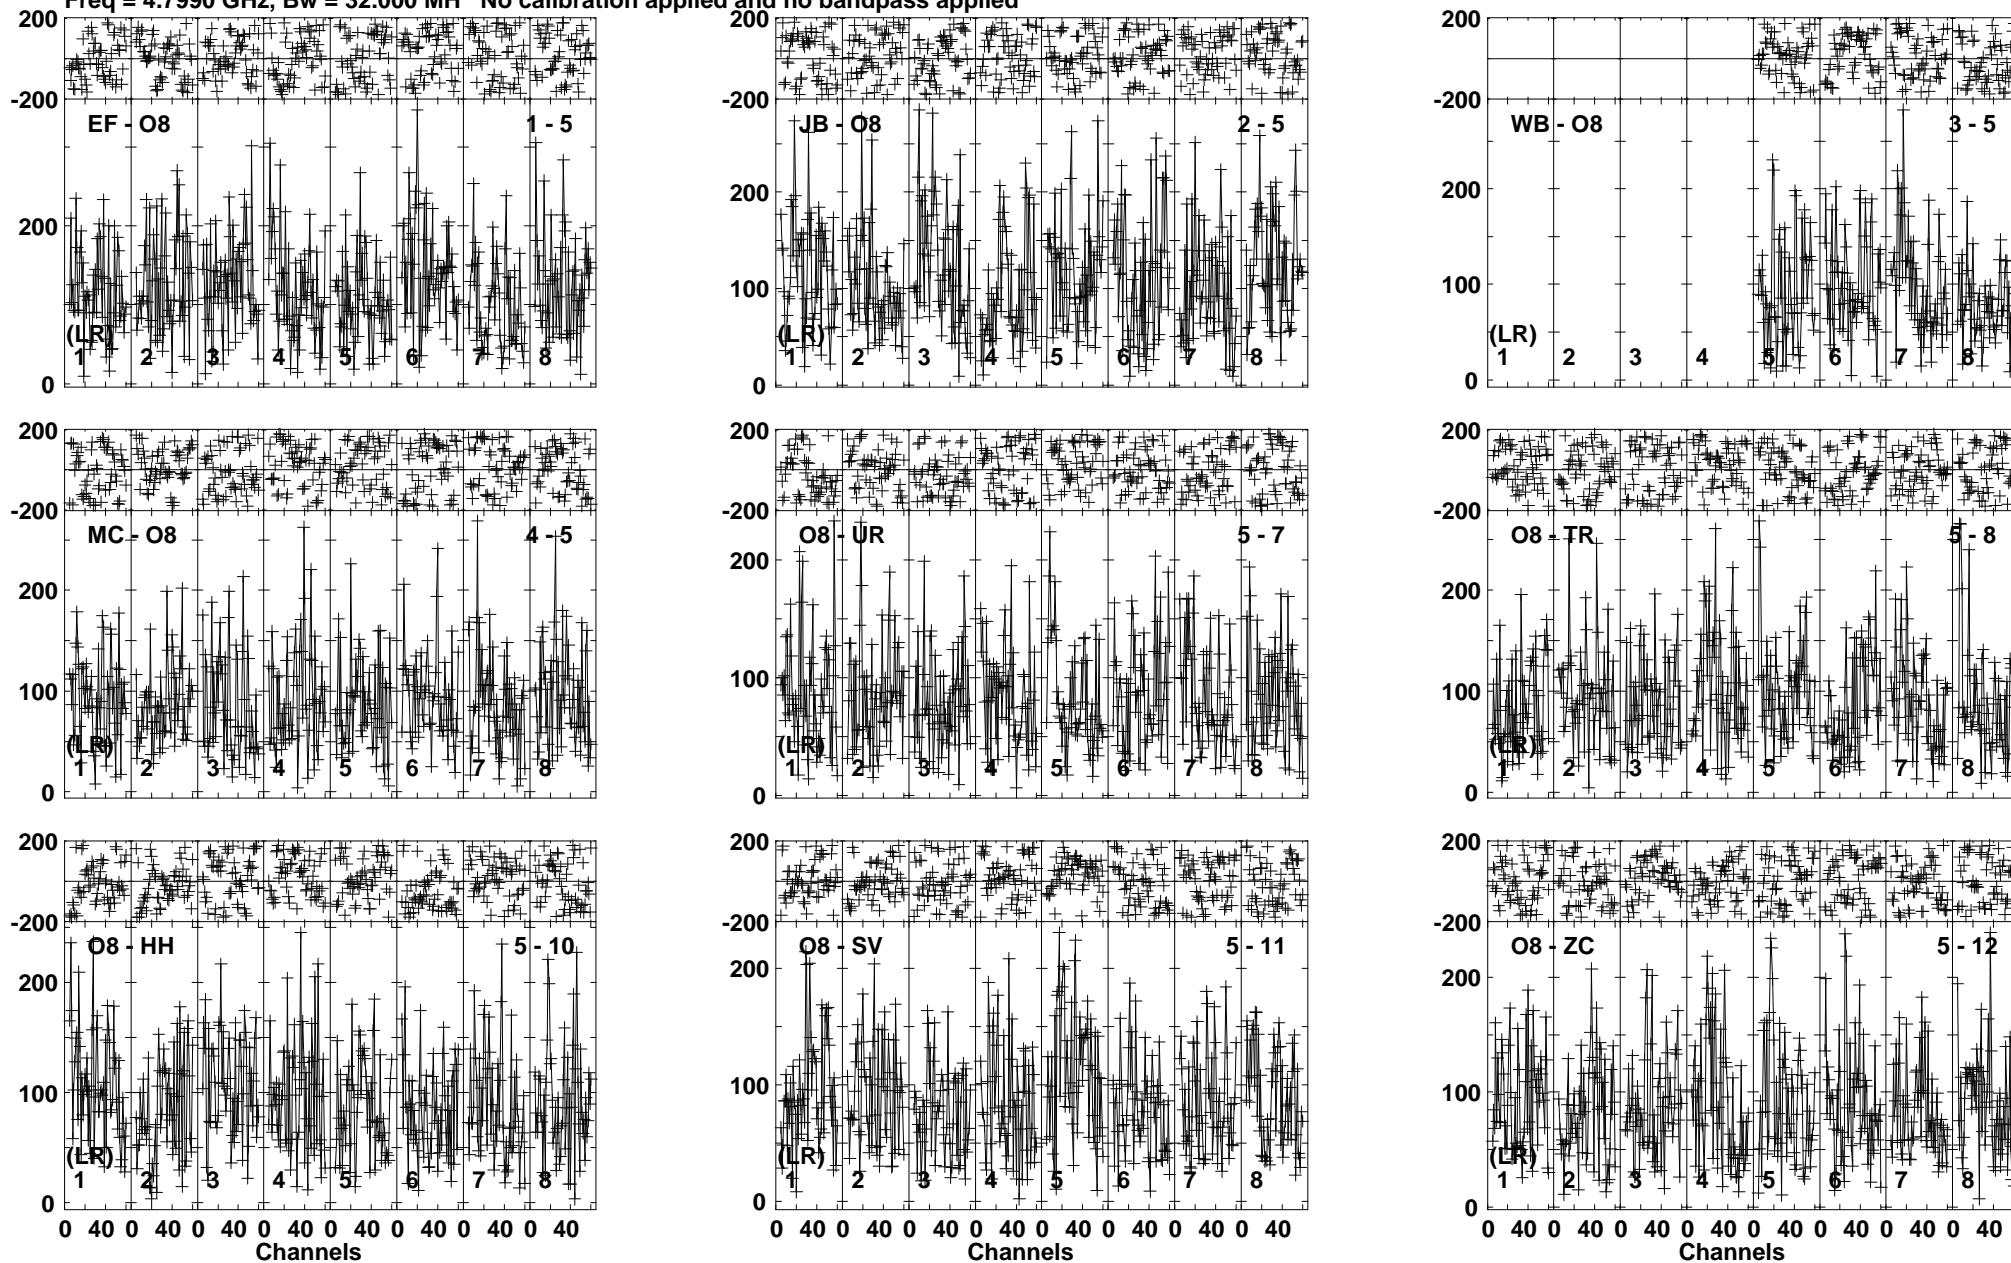 Freq = 4.7990 GHz, Bw = 32.000 MH No calibration applied and no bandpass applied
200 200 200
-200 -200 -200
EF - O8 1 - 5 JB - O8 2 - 5 WB - O8 3 - 5
200 200 200
100 100
(LR) (LR) (LR)
1 2 3 4 5 6 7 8 1 2 3 4 5 6 7 8 1 2 3 4 5 6 7 8
0 0 0
200 200 200
-200 -200 -200
MC - O8 4 - 5 O8 - UR 5 - 7 O8 - TR 5 - 8
200 200 200
100 100 100
(LR) (LR) (LR)
1 2 3 4 5 6 7 8 1 2 3 4 5 6 7 8 1 2 3 4 5 6 7 8
0 0 0
200 200 200
-200 -200 -200
O8 - HH 5 - 10 O8 - SV 5 - 11 O8 - ZC 5 - 12
200 200 200
100 100 100
(LR) (LR) (LR)
1 2 3 4 5 6 7 8 1 2 3 4 5 6 7 8 1 2 3 4 5 6 7 8
0 0 0
0 40 0 40 0 40 0 40 0 40 0 40 0 40 0 40 0 40 0 40 0 40 0 40 0 40 0 40 0 40 0 40 0 40 0 40 0 40 0 40 0 40 0 40 0 40 0 40
Channels Channels Channels